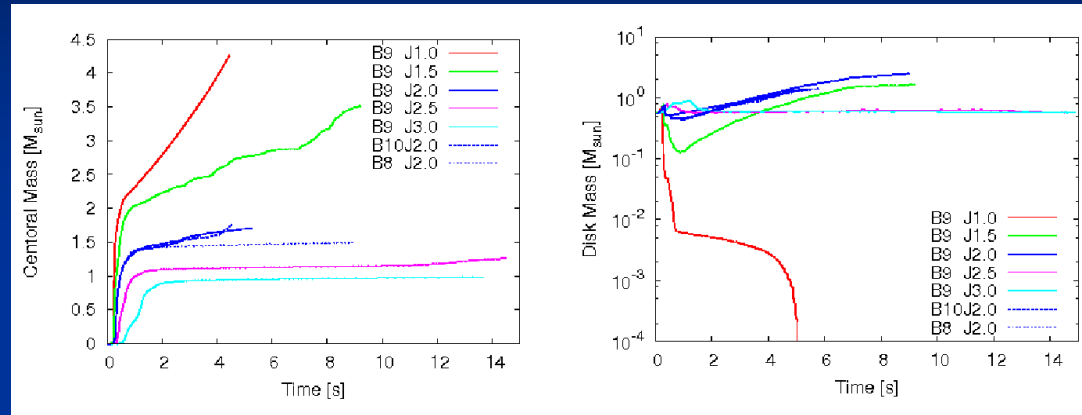 4.5
4
3.5
3
2.5
2
1.5
1
0.5
0
Centoral Mass [Msun]
B9 J1.0
B9 J1.5
B9 J2.0
B9 J2.5
B9 J3.0
B10J2.0
B8 J2.0
0 2 4 6 8 10 12 14
Time [s]
10^1
10^0
10^-1
10^-2
10^-3
10^-4
Disk Mass [Msun]
B9 J1.0
B9 J1.5
B9 J2.0
B9 J2.5
B9 J3.0
B10J2.0
B8 J2.0
0 2 4 6 8 10 12 14
Time [s]